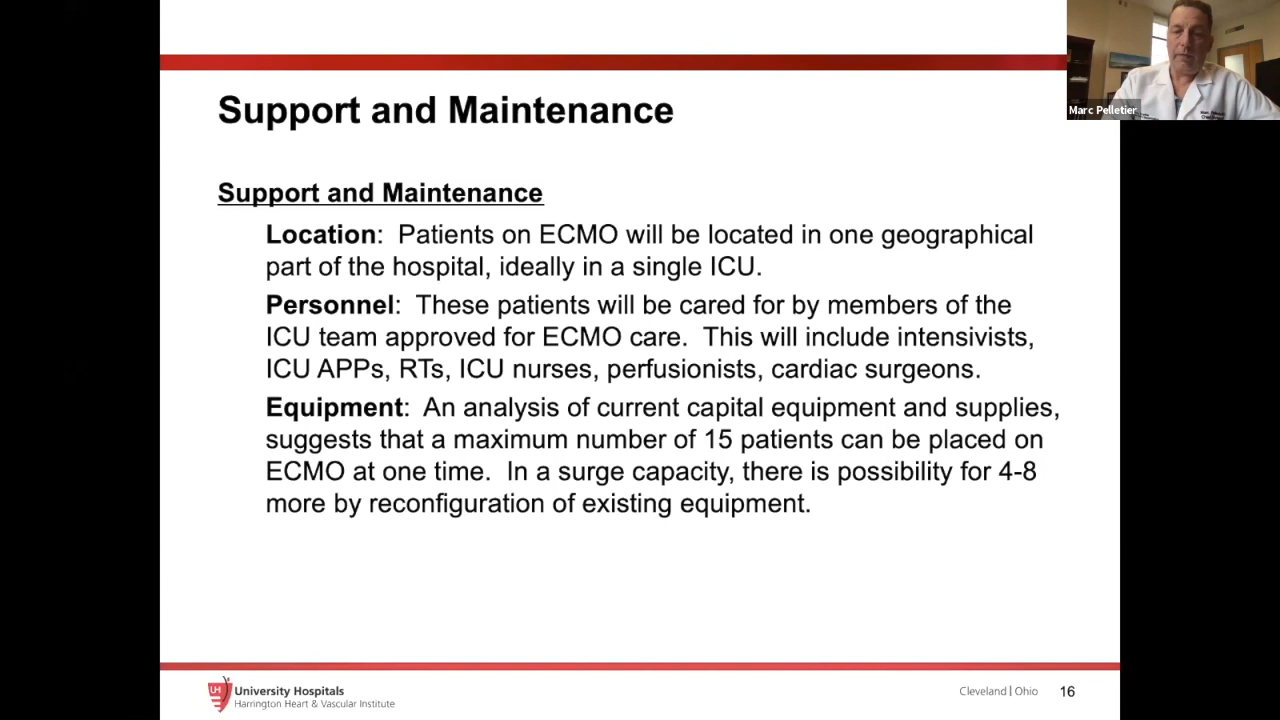 Support and Maintenance
Marc Pelletier
Support and Maintenance
Location: Patients on ECMO will be located in one geographical
part of the hospital, ideally in a single ICU.
Personnel: These patients will be cared for by members of the
ICU team approved for ECMO care. This will include intensivists,
ICU APPs, RTs, ICU nurses, perfusionists, cardiac surgeons.
Equipment: An analysis of current capital equipment and supplies,
suggests that a maximum number of 15 patients can be placed on
ECMO at one time. In a surge capacity, there is possibility for 4-8
more by reconfiguration of existing equipment.
UH
University Hospitals
Harrington Heart & Vascular Institute
Cleveland | Ohio
16